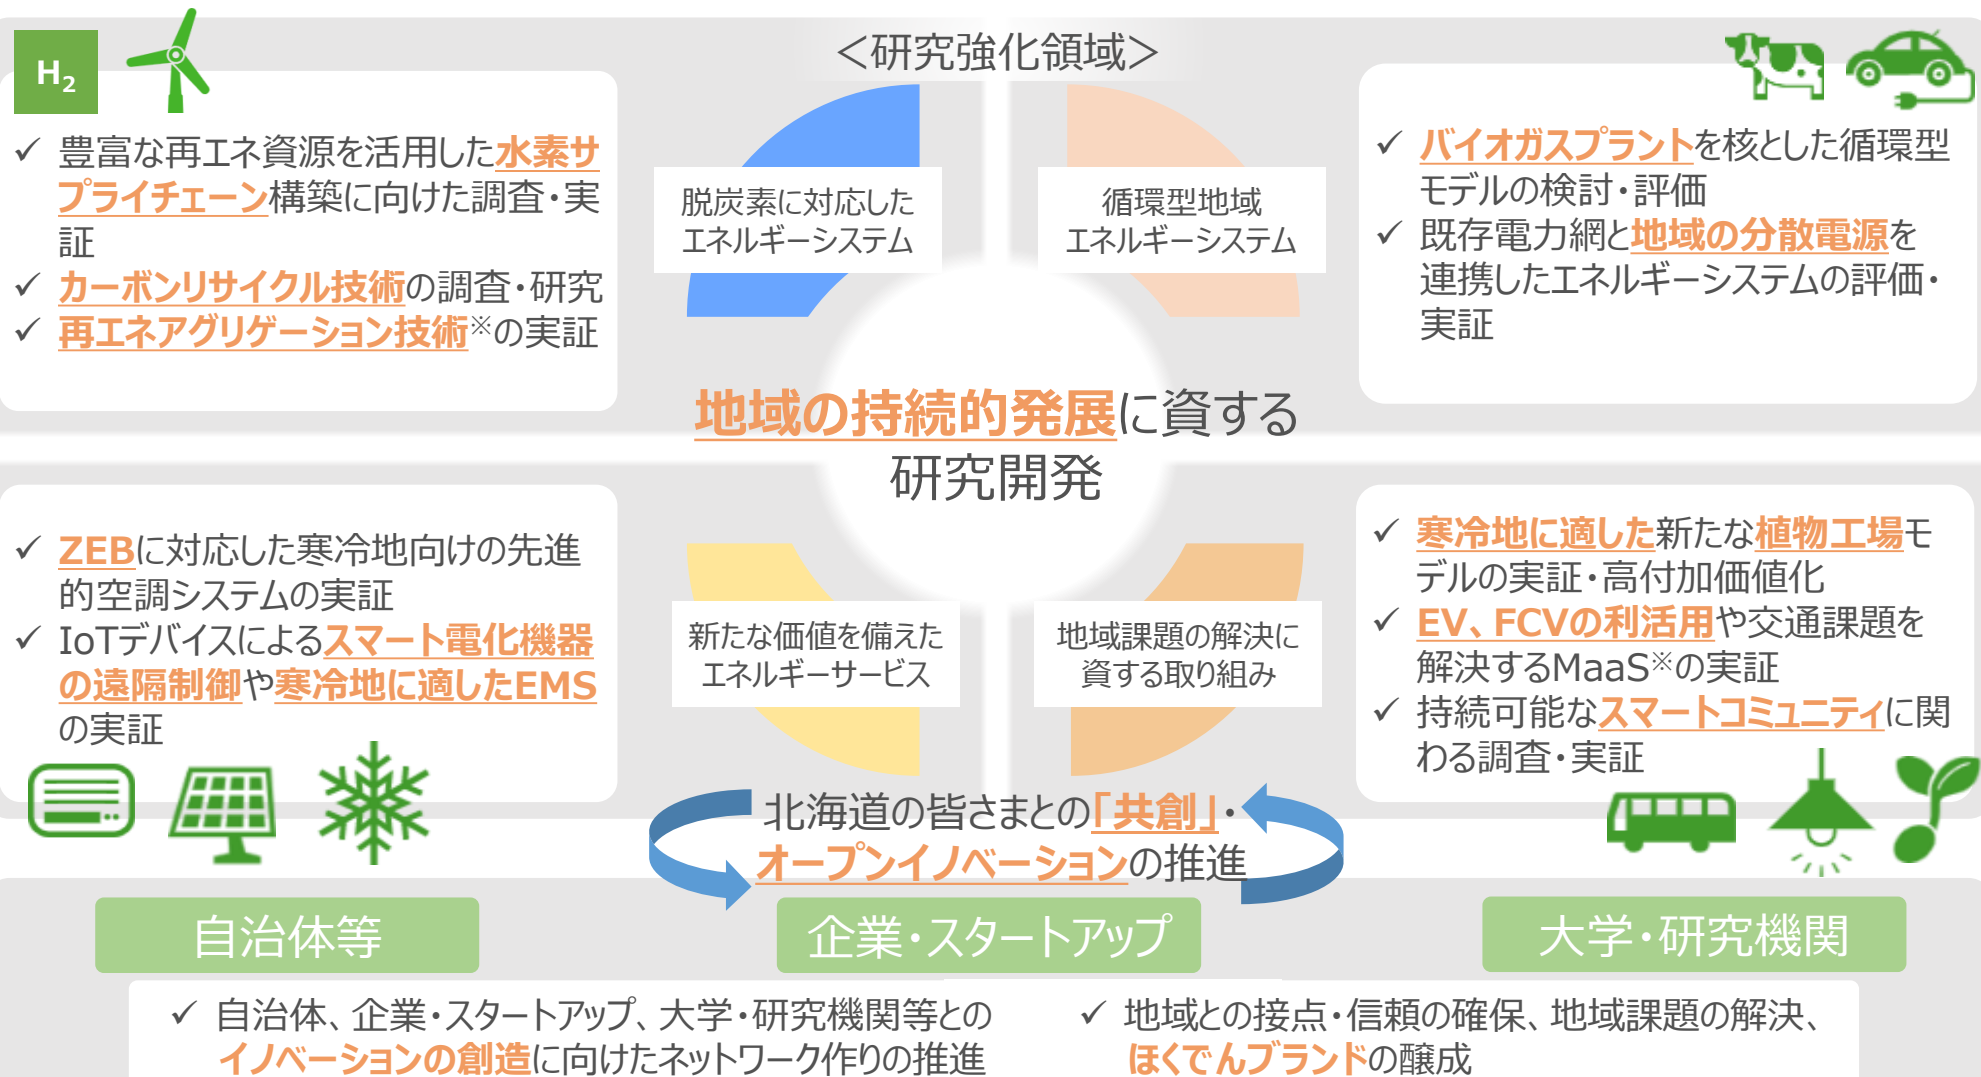 ＜研究強化領域＞
H2
✓ 豊富な再エネ資源を活用した水素サ
プライチェーン構築に向けた調査・実
証
✓ カーボンリサイクル技術の調査・研究
✓ 再エネアグリゲーション技術※の実証
脱炭素に対応した
エネルギーシステム
循環型地域
エネルギーシステム
✓ バイオガスプラントを核とした循環型
モデルの検討・評価
✓ 既存電力網と地域の分散電源を
連携したエネルギーシステムの評価・
実証
地域の持続的発展に資する
研究開発
✓ ZEBに対応した寒冷地向けの先進
的空調システムの実証
✓ IoTデバイスによるスマート電化機器
の遠隔制御や寒冷地に適したEMS
の実証
新たな価値を備えた
エネルギーサービス
地域課題の解決に
資する取り組み
✓ 寒冷地に適した新たな植物工場モ
デルの実証・高付加価値化
✓ EV、FCVの利活用や交通課題を
解決するMaaS※の実証
✓ 持続可能なスマートコミュニティに関
わる調査・実証
北海道の皆さまとの「共創」・
オープンイノベーションの推進
自治体等
企業・スタートアップ
大学・研究機関
✓ 自治体、企業・スタートアップ、大学・研究機関等との
イノベーションの創造に向けたネットワーク作りの推進
✓ 地域との接点・信頼の確保、地域課題の解決、
ほくでんブランドの醸成